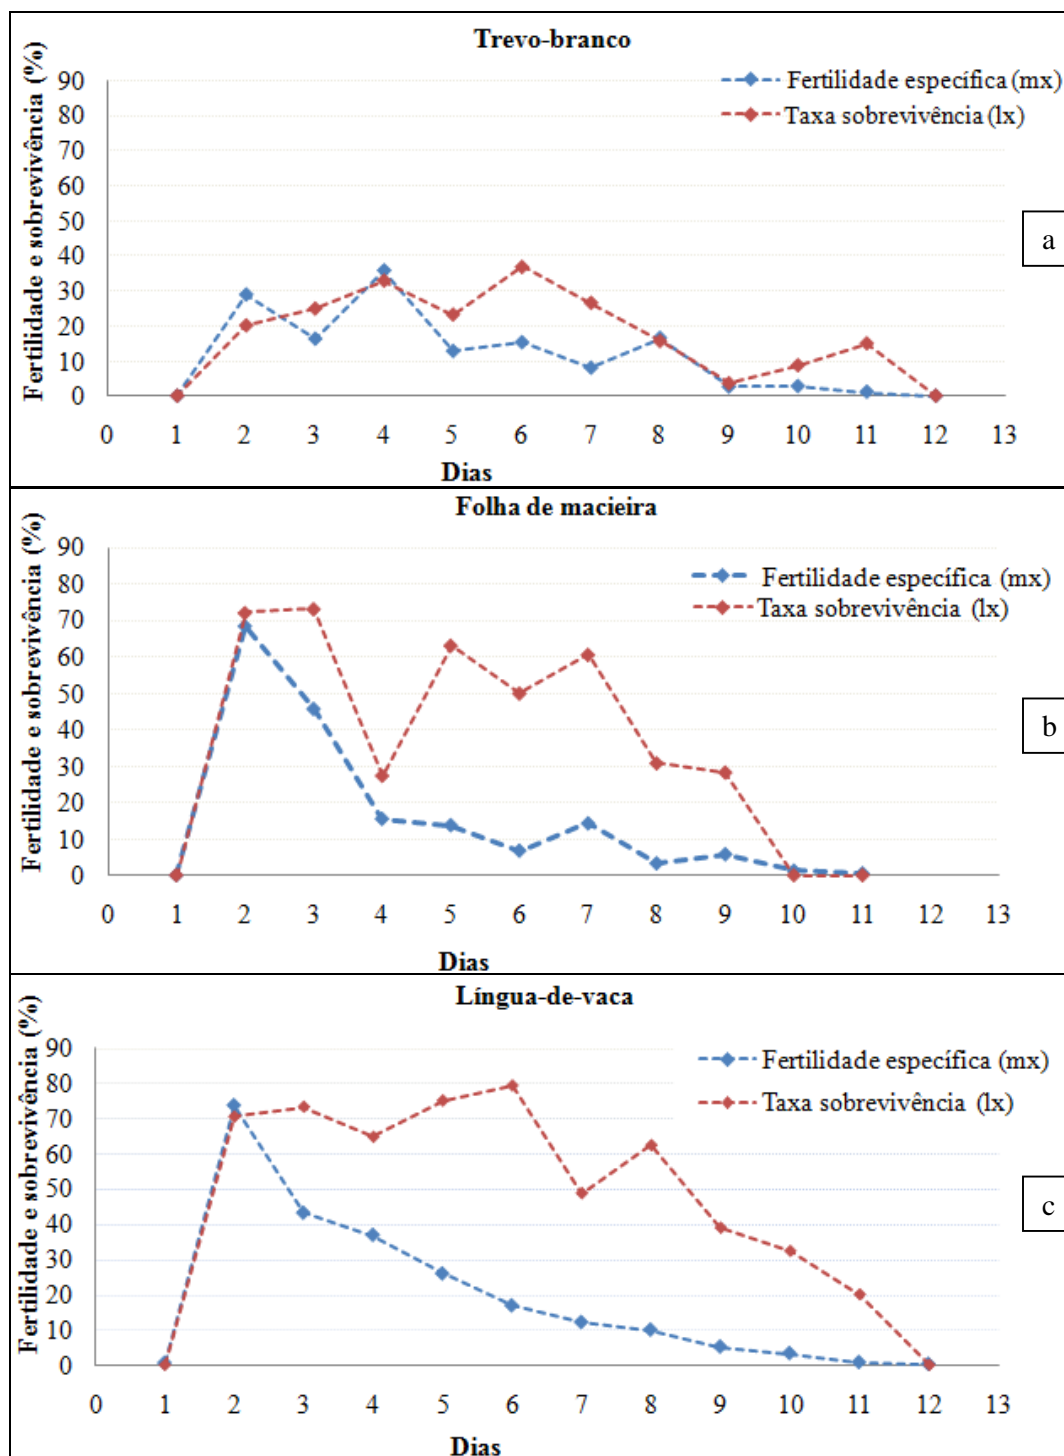 Trevo-branco
Fertilidade e sobrevivência (%)
90
80
70
60
50
40
30
20
10
0
Fertilidade específica (mx)
Taxa sobrevivência (lx)
a
0 1 2 3 4 5 6 7 8 9 10 11 12 13
Dias
Folha de macieira
Fertilidade e sobrevivência (%)
90
80
70
60
50
40
30
20
10
0
Fertilidade específica (mx)
Taxa sobrevivência (lx)
b
0 1 2 3 4 5 6 7 8 9 10 11 12 13
Dias
Língua-de-vaca
Fertilidade e sobrevivência (%)
90
80
70
60
50
40
30
20
10
0
Fertilidade específica (mx)
Taxa sobrevivência (lx)
c
0 1 2 3 4 5 6 7 8 9 10 11 12 13
Dias